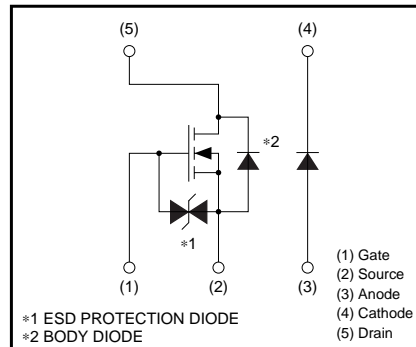 (5)
(4)
∗2
∗1
(1)
(2)
(3)
(1) Gate
(2) Source
(3) Anode
(4) Cathode
(5) Drain
∗1 ESD PROTECTION DIODE
∗2 BODY DIODE